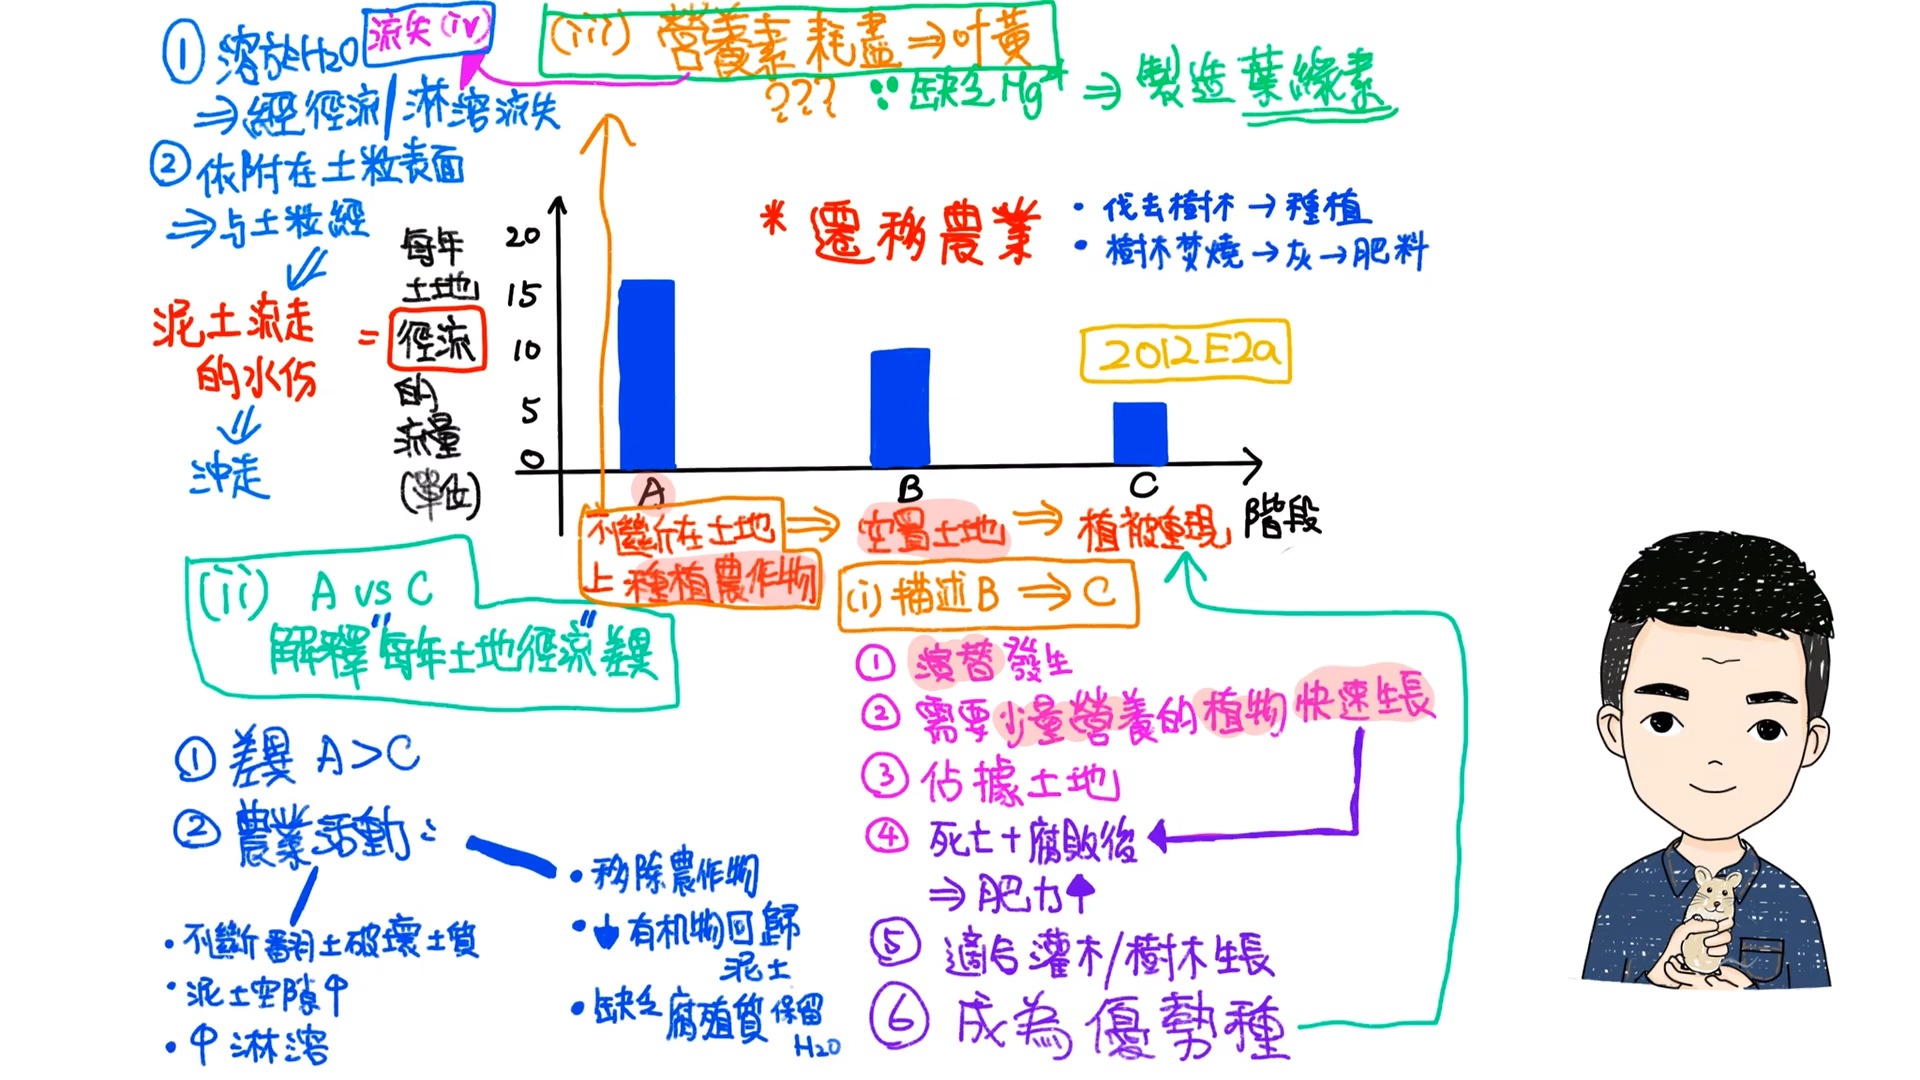 ① 溶於H2O
流失(iv)
⇒ 經徑流/淋溶流失
② 依附在土粒表面
⇒ 与土粒經
泥土流走
的水份
沖走
=
每年
土地
徑流
的
流量
(單位)
(iii) 營養素耗盡 ⇒ 叶黃
???
∵ 缺乏Mg²⁺ ⇒ 製造葉綠素
* 遷移農業
• 伐去樹木 → 種植
• 樹木焚燒 → 灰 → 肥料
2012E2a
20
15
10
5
0
A
B
C
階段
不斷在土地
上種植農作物
⇒ 空置土地 ⇒ 植被重現
(i) 描述B ⇒ C
① 演替發生
② 需要少量營養的植物快速生長
③ 佔據土地
④ 死亡+腐敗後
⇒ 肥力↑
⑤ 適合灌木/樹木生長
⑥ 成為優勢種
(ii) A vs C
解釋"每年土地徑流"差異
① 差異 A>C
② 農業活動:
• 不斷翻土破壞土質
• 泥土空隙↑
• ↑淋溶
• 移除農作物
• ↓有机物回歸
泥土
• 缺乏腐殖質保留
H2O